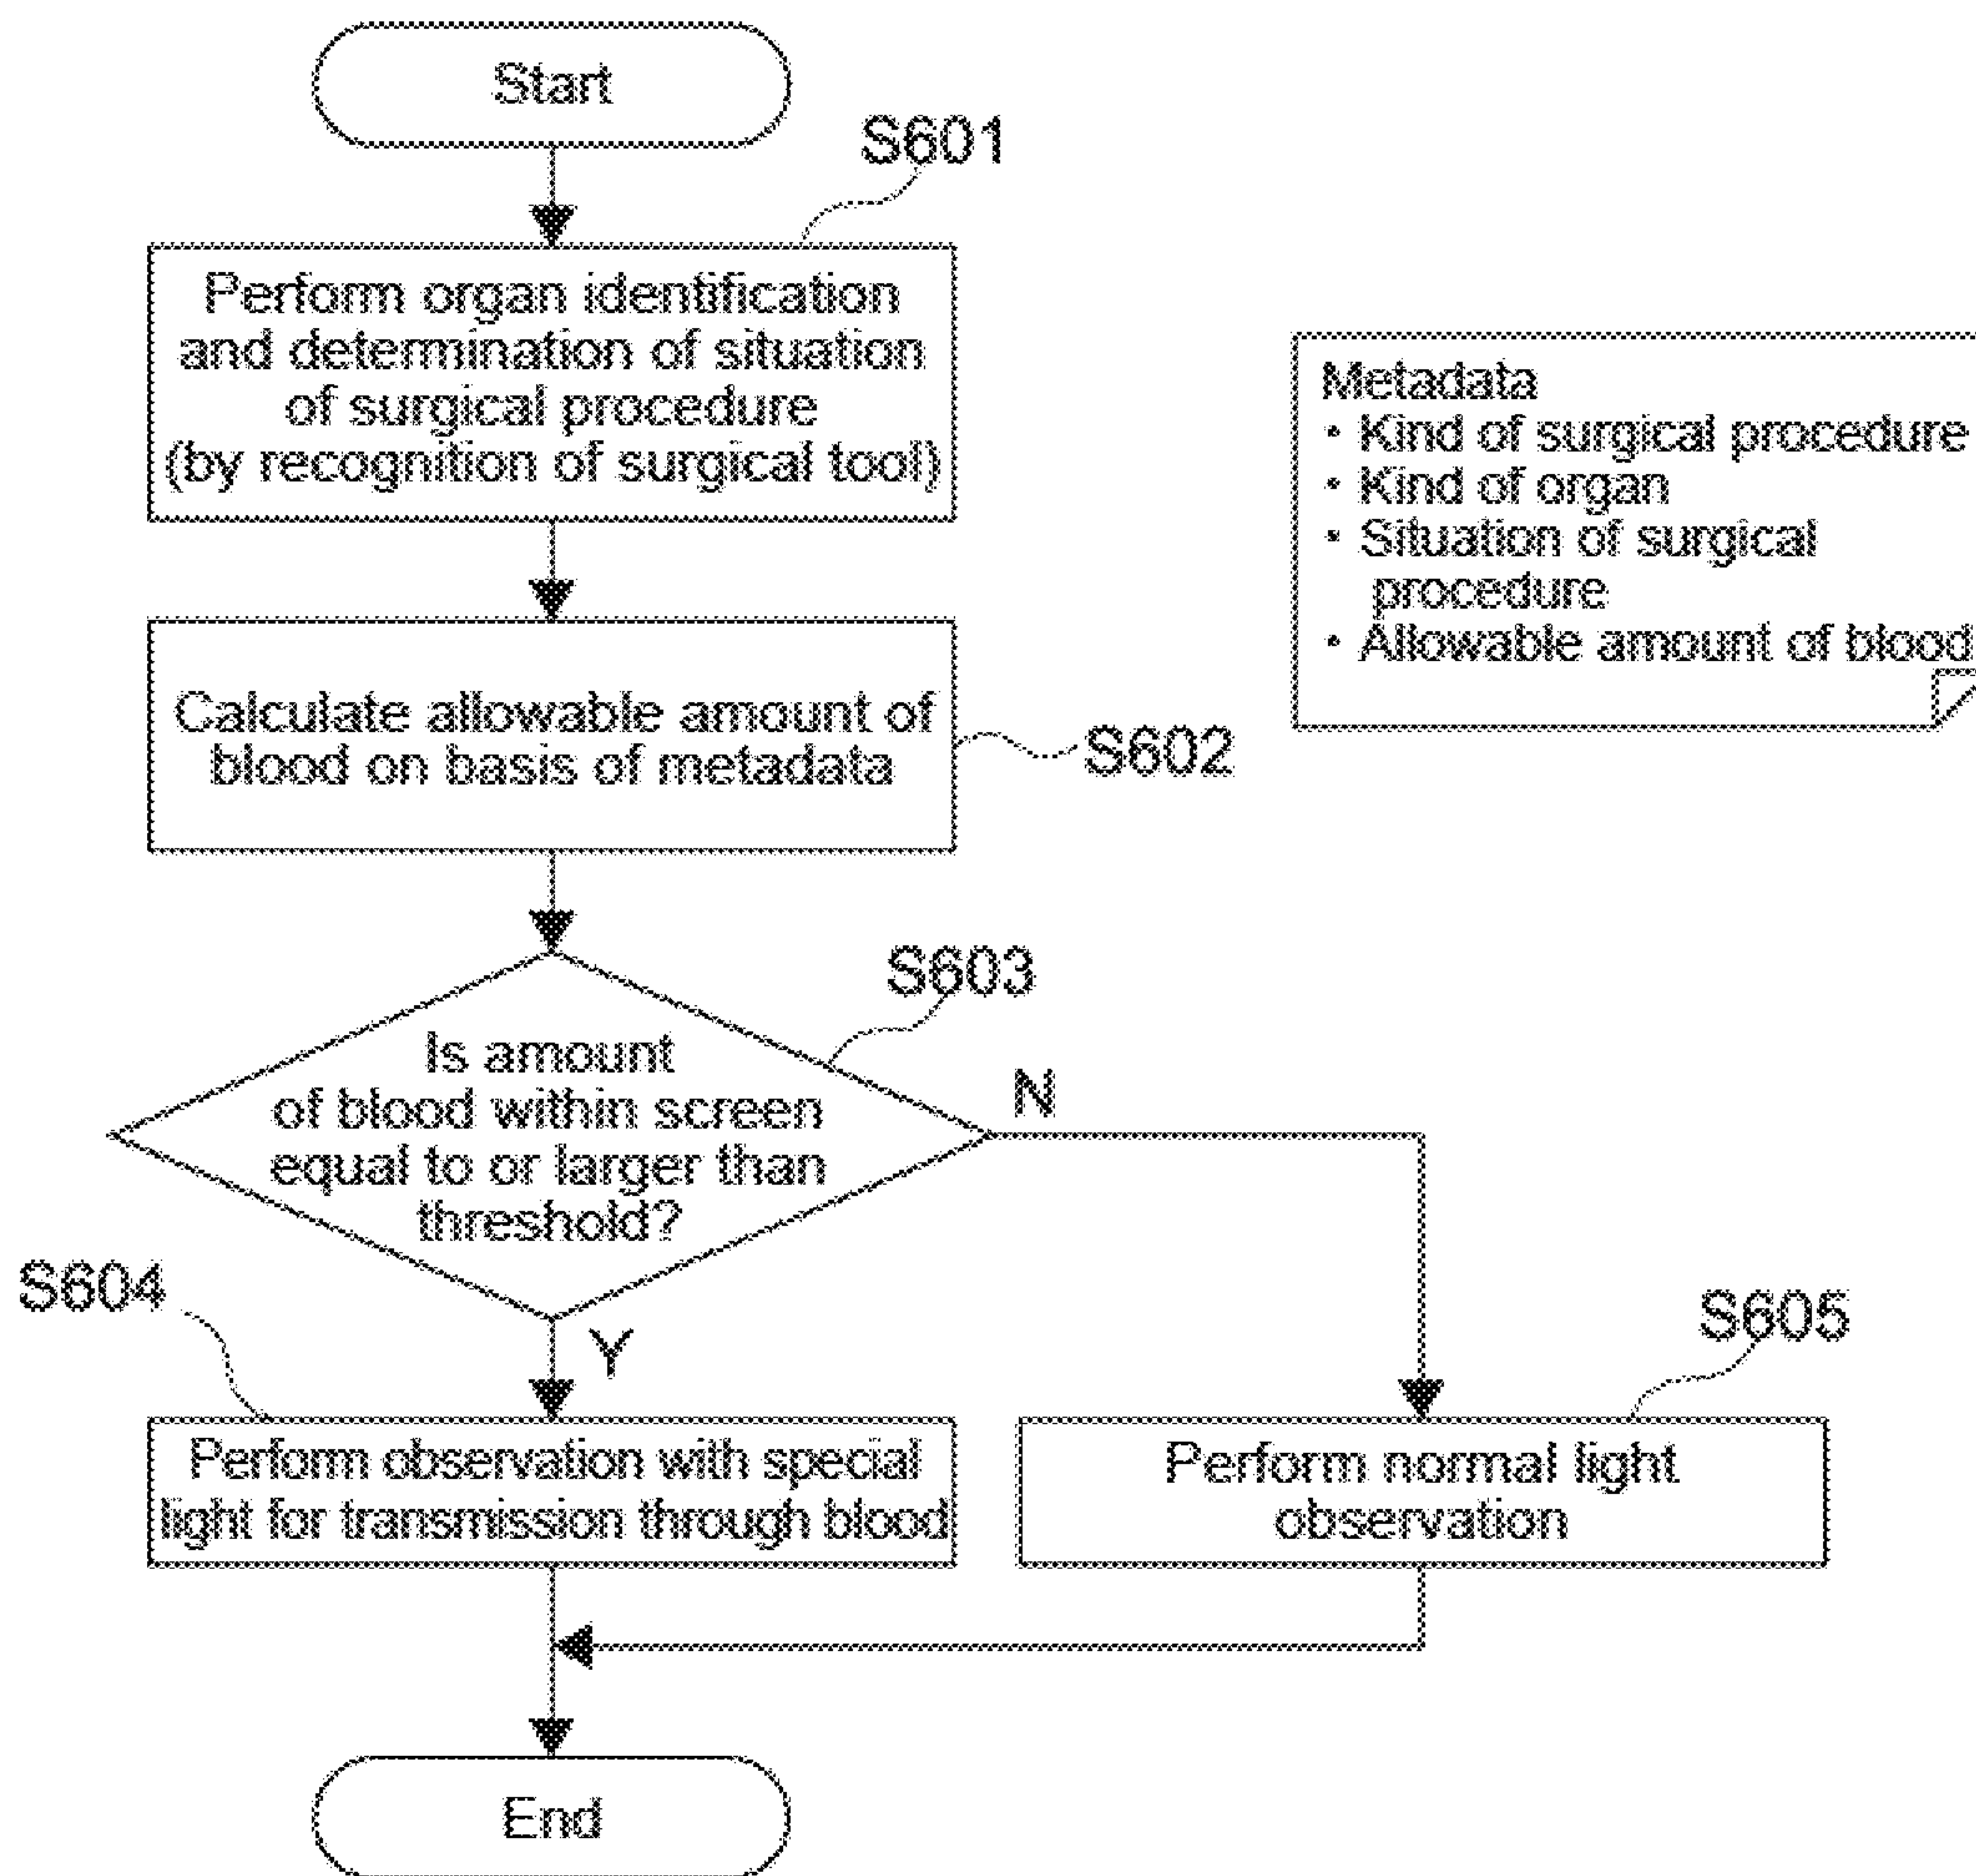 Start
S601
Perform organ identification
and determination of situation
of surgical procedure
(by recognition of surgical tool)
Metadata
・Kind of surgical procedure
・Kind of organ
・Situation of surgical
procedure
・Allowable amount of blood
Calculate allowable amount of
blood on basis of metadata
S602
S603
Is amount
of blood within screen
equal to or larger than
threshold?
N
S604
Y
S605
Perform observation with special
light for transmission through blood
Perform normal light
observation
End